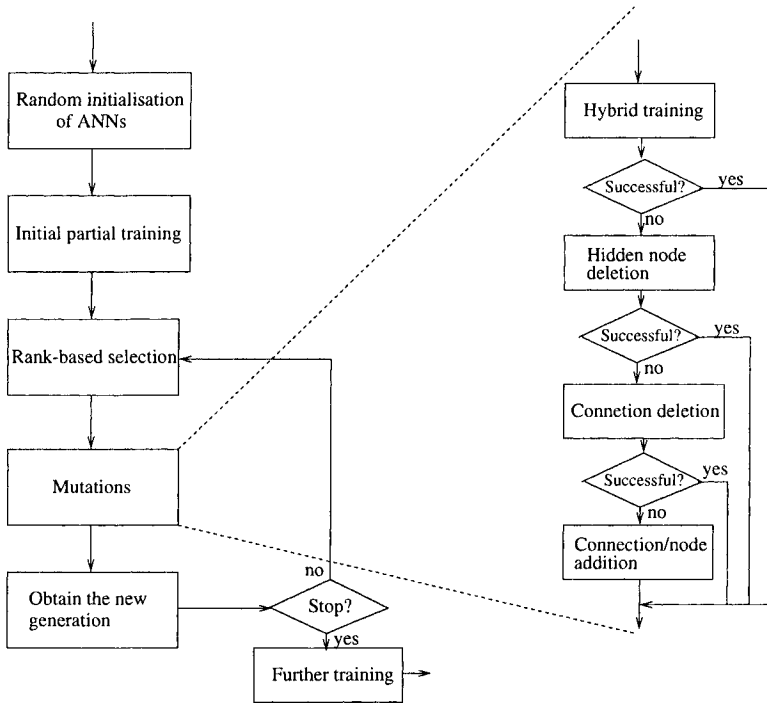 Random initialisation
of ANNs
Initial partial training
Rank-based selection
Mutations
Obtain the new
generation
no
Stop?
yes
Further training
Hybrid training
Successful?
yes
no
Hidden node
deletion
Successful?
yes
no
Connetion deletion
Successful?
yes
no
Connection/node
addition